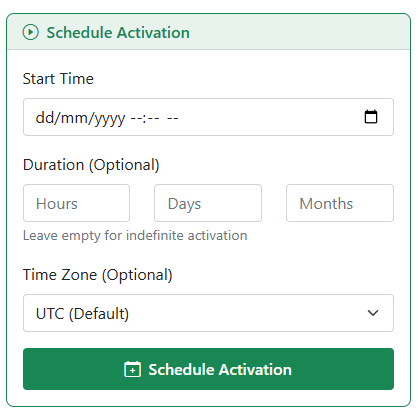 Schedule Activation
Start Time
dd/mm/yyyy --:-- --
Duration (Optional)
Hours Days Months
Leave empty for indefinite activation
Time Zone (Optional)
UTC (Default)
Schedule Activation